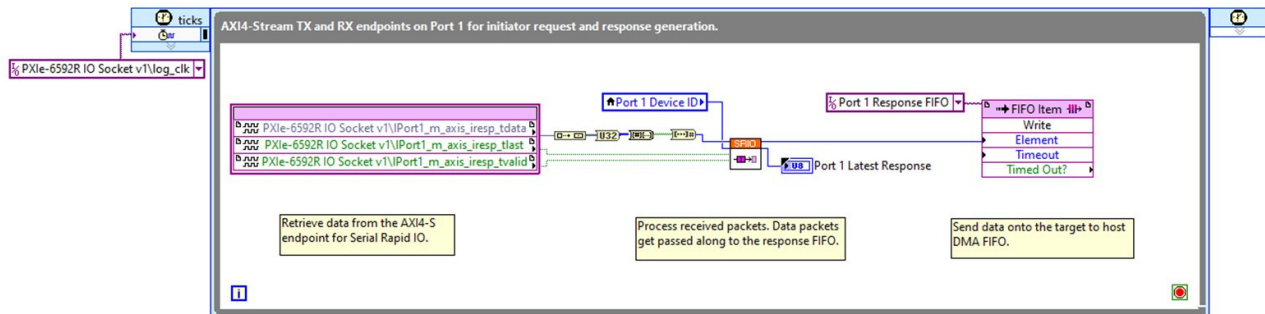 ticks
AXI4-Stream TX and RX endpoints on Port 1 for initiator request and response generation.
PXIe-6592R IO Socket v1\log_clk
Port 1 Device ID
Port 1 Response FIFO
FIFO Item
PXIe-6592R IO Socket v1\IPort1_m_axis_iresp_tdata
PXIe-6592R IO Socket v1\IPort1_m_axis_iresp_tlast
PXIe-6592R IO Socket v1\IPort1_m_axis_iresp_tvalid
U32
SRIO
U8
Port 1 Latest Response
Write
Element
Timeout
Timed Out?
Retrieve data from the AXI4-S
endpoint for Serial Rapid IO.
Process received packets. Data packets
get passed along to the response FIFO.
Send data onto the target to host
DMA FIFO.
i